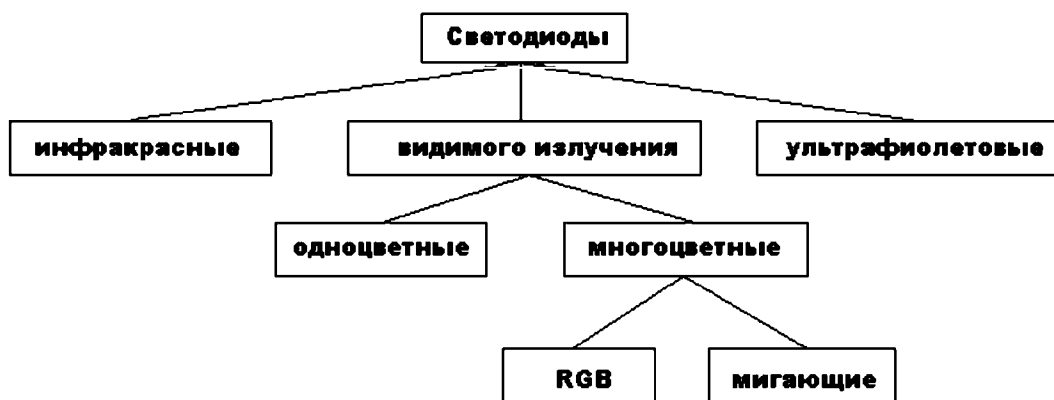 Светодиоды
инфракрасные
видимого излучения
ультрафиолетовые
одноцветные
многоцветные
RGB
мигающие